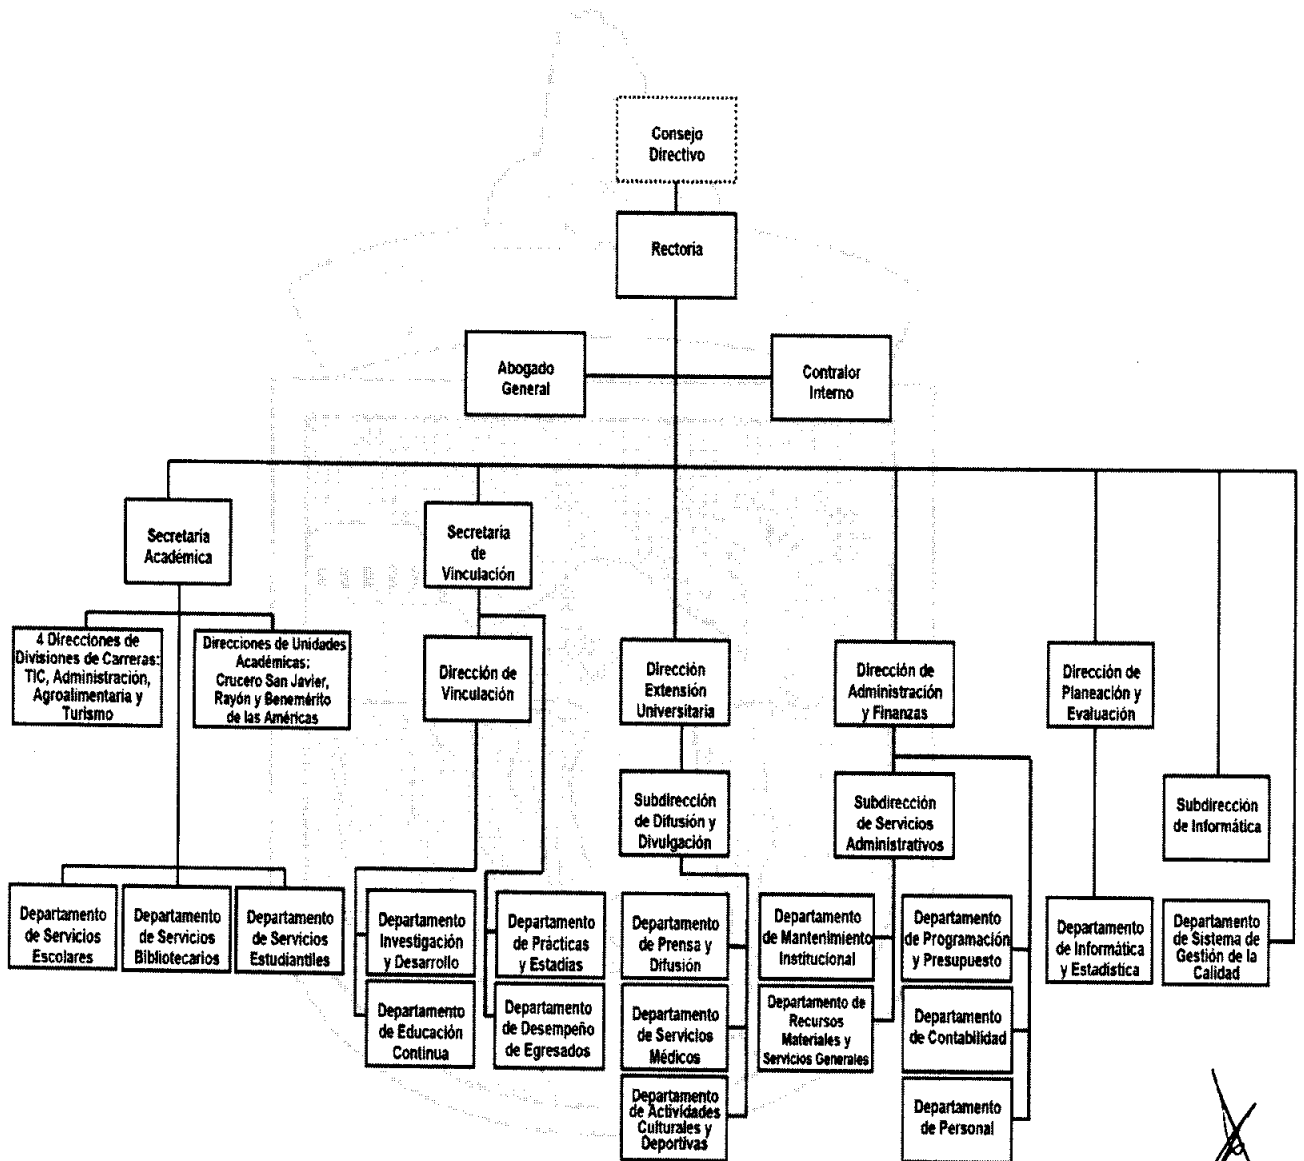 Consejo
Directivo
Rectoria
Abogado
General
Contralor
Interno
Secretaria
Académica
Secretaria
de
Vinculación
4 Direcciones de
Divisiones de Carreras:
TIC, Administración,
Agroalimentaria y
Turismo
Direcciones de Unidades
Académicas:
Crucero San Javier,
Rayón y Benemérito
de las Américas
Dirección de
Vinculación
Dirección
Extensión
Universitaria
Dirección de
Administración
y Finanzas
Dirección de
Planeación y
Evaluación
Subdirección
de Difusión y
Divulgación
Subdirección
de Servicios
Administrativos
Subdirección
de Informática
Departamento
de Servicios
Escolares
Departamento
de Servicios
Bibliotecarios
Departamento
de Servicios
Estudiantiles
Departamento
Investigación
y Desarrollo
Departamento
de Prácticas
y Estadías
Departamento
de Prensa y
Difusión
Departamento
de Mantenimiento
Institucional
Departamento
de Programación
y Presupuesto
Departamento
de Informática
y Estadística
Departamento
de Sistema de
Gestión de la
Calidad
Departamento
de Educación
Continua
Departamento
de Desempeño
de Egresados
Departamento
de Servicios
Médicos
Departamento de
Recursos
Materiales y
Servicios Generales
Departamento
de Contabilidad
Departamento
de Actividades
Culturales y
Deportivas
Departamento
de Personal